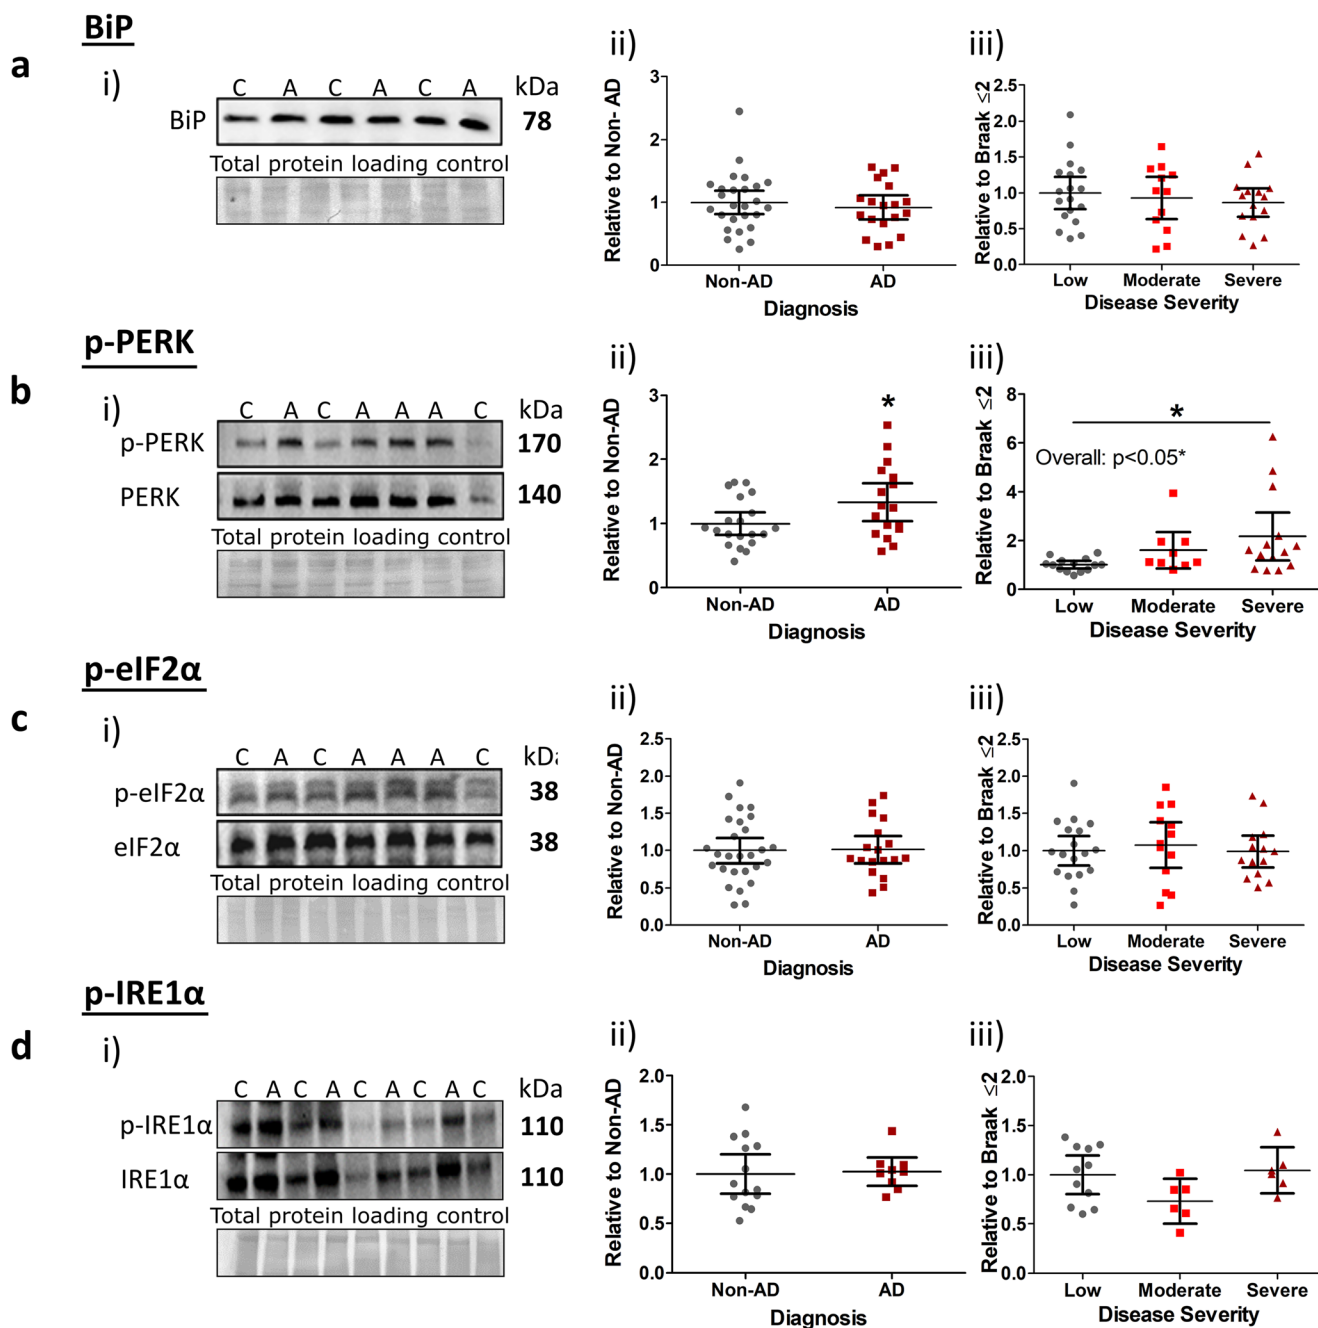 BiP
a
i)
C A C A C A kDa
BiP 78
Total protein loading control
ii)
Relative to Non- AD
3
2
1
0
Non-AD AD
Diagnosis
iii)
Relative to Braak ≤2
2.5
2.0
1.5
1.0
0.5
0.0
Low Moderate Severe
Disease Severity
p-PERK
b
i)
C A C A A A C kDa
p-PERK 170
PERK 140
Total protein loading control
ii)
Relative to Non-AD
3
2
1
0
*
Non-AD AD
Diagnosis
iii)
Relative to Braak ≤2
8
6
4
2
0
*
Overall: p<0.05*
Low Moderate Severe
Disease Severity
p-eIF2α
c
i)
C A C A A A C kDa
p-eIF2α 38
eIF2α 38
Total protein loading control
ii)
Relative to Non-AD
2.5
2.0
1.5
1.0
0.5
0.0
Non-AD AD
Diagnosis
iii)
Relative to Braak ≤2
2.5
2.0
1.5
1.0
0.5
0.0
Low Moderate Severe
Disease Severity
p-IRE1α
d
i)
C A C A C A C A C kDa
p-IRE1α 110
IRE1α 110
Total protein loading control
ii)
Relative to Non-AD
2.0
1.5
1.0
0.5
0.0
Non-AD AD
Diagnosis
iii)
Relative to Braak ≤2
2.0
1.5
1.0
0.5
0.0
Low Moderate Severe
Disease Severity